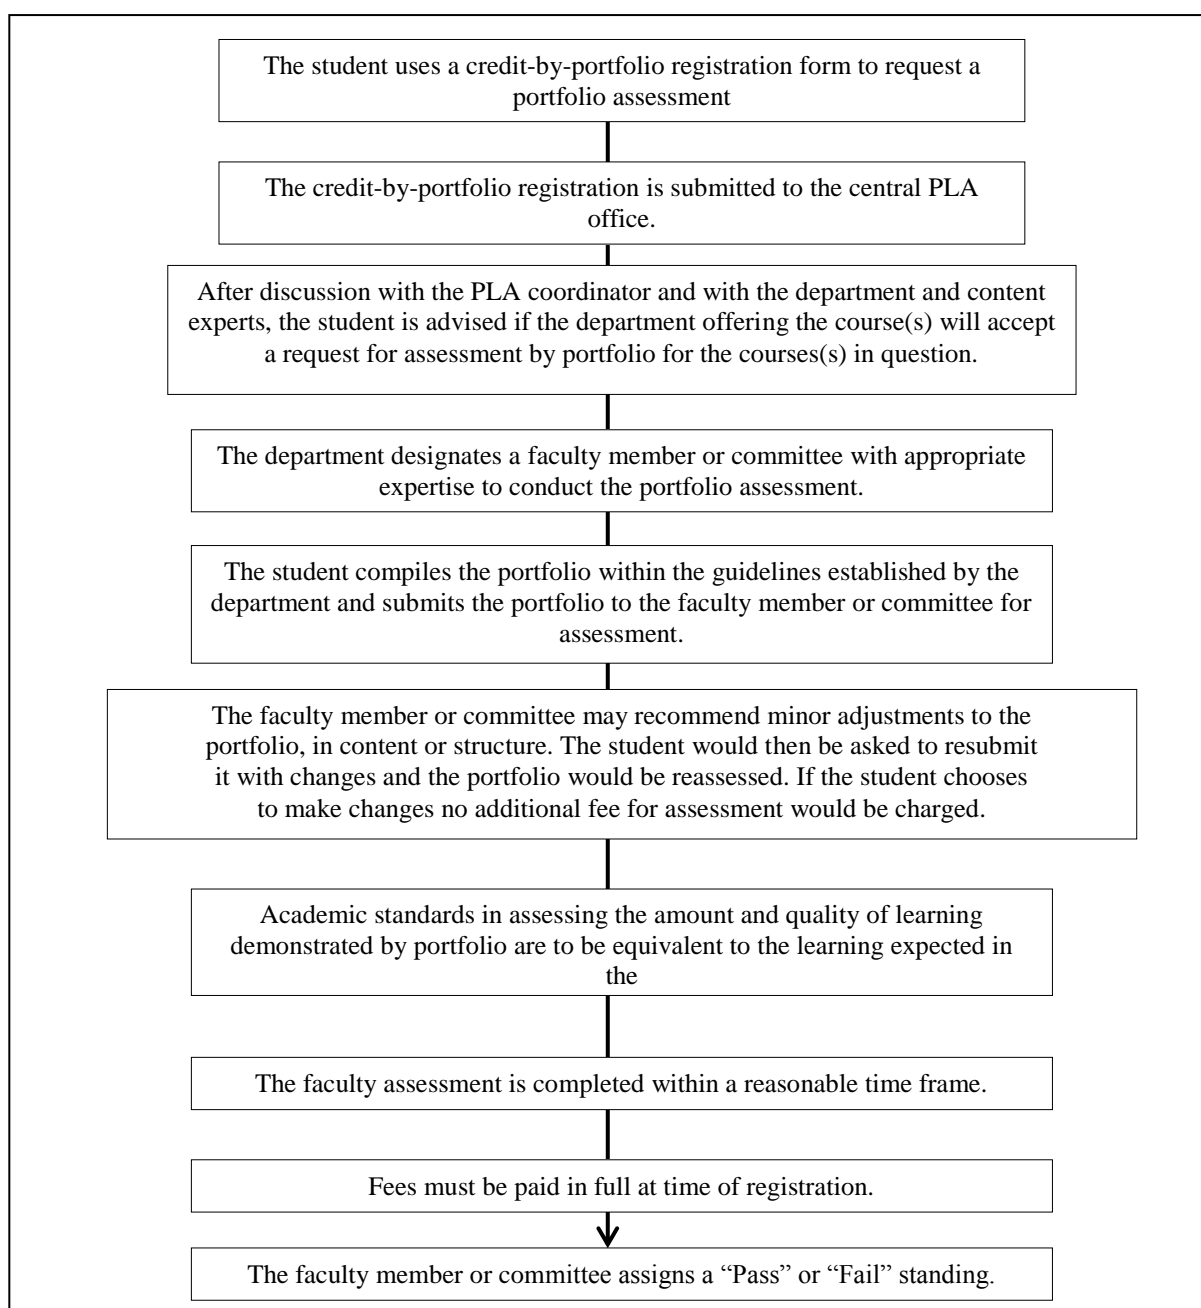 The student uses a credit-by-portfolio registration form to request a
portfolio assessment
The credit-by-portfolio registration is submitted to the central PLA
office.
After discussion with the PLA coordinator and with the department and content
experts, the student is advised if the department offering the course(s) will accept
a request for assessment by portfolio for the courses(s) in question.
The department designates a faculty member or committee with appropriate
expertise to conduct the portfolio assessment.
The student compiles the portfolio within the guidelines established by the
department and submits the portfolio to the faculty member or committee for
assessment.
The faculty member or committee may recommend minor adjustments to the
portfolio, in content or structure. The student would then be asked to resubmit
it with changes and the portfolio would be reassessed. If the student chooses
to make changes no additional fee for assessment would be charged.
Academic standards in assessing the amount and quality of learning
demonstrated by portfolio are to be equivalent to the learning expected in
the
The faculty assessment is completed within a reasonable time frame.
Fees must be paid in full at time of registration.
The faculty member or committee assigns a “Pass” or “Fail” standing.